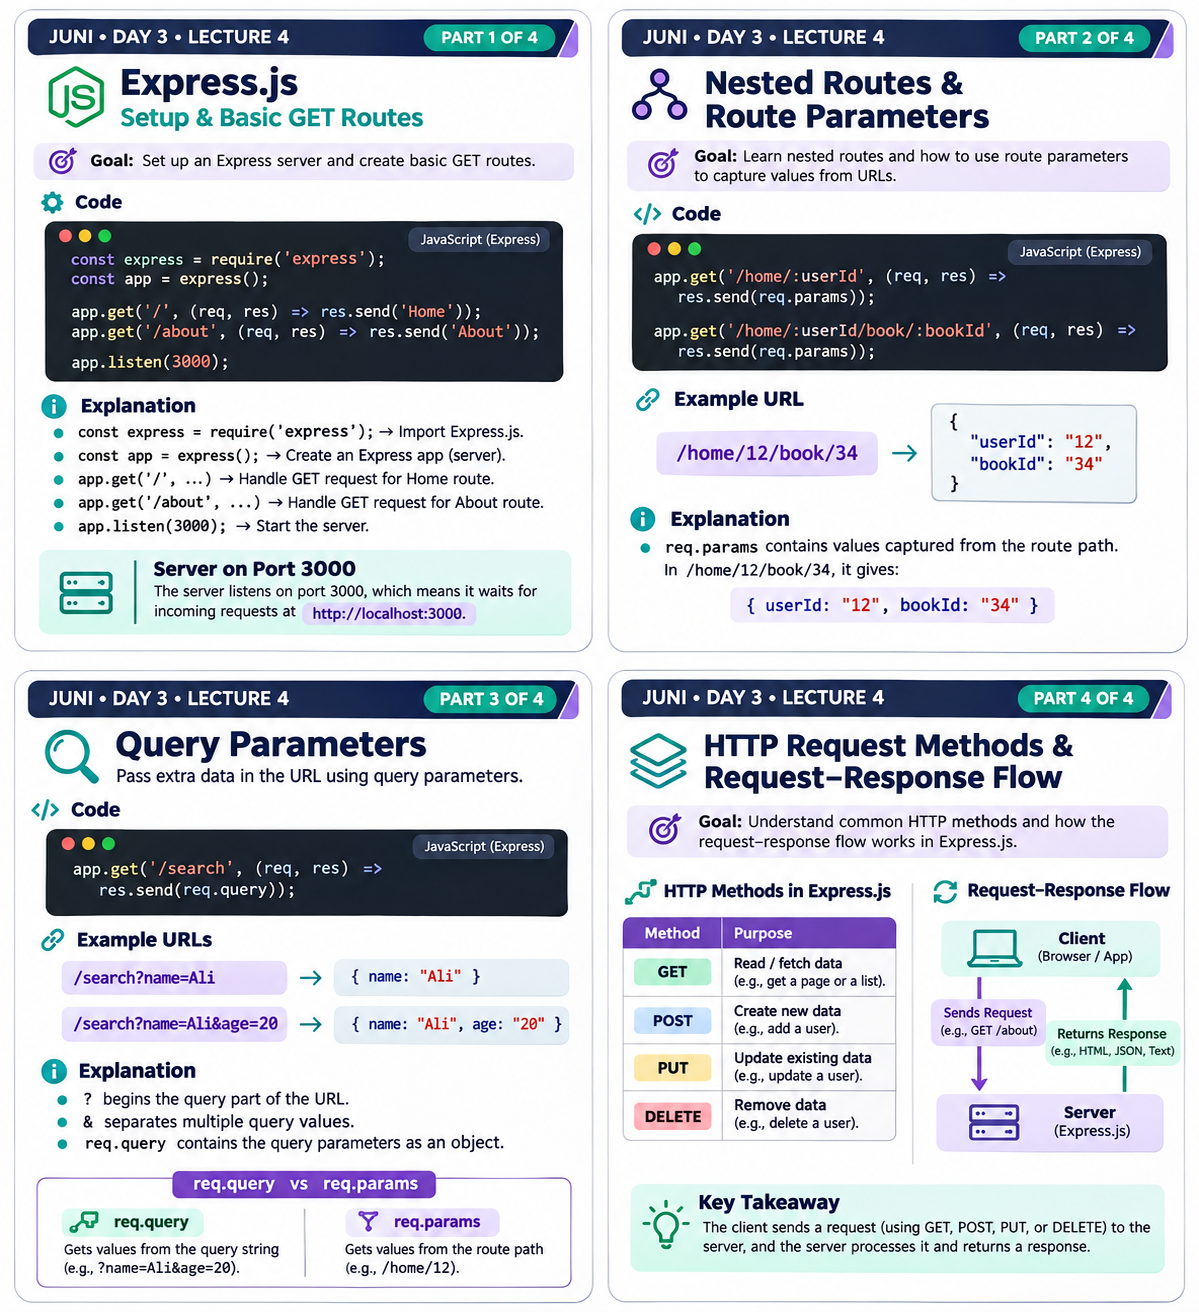 JUNI • DAY 3 • LECTURE 4
PART 1 OF 4
JS
Express.js
Setup & Basic GET Routes
Goal: Set up an Express server and create basic GET routes.
Code
JavaScript (Express)
const express = require('express');
const app = express();
app.get('/', (req, res) => res.send('Home'));
app.get('/about', (req, res) => res.send('About'));
app.listen(3000);
Explanation
const express = require('express'); → Import Express.js.
const app = express(); → Create an Express app (server).
app.get('/', ...) → Handle GET request for Home route.
app.get('/about', ...) → Handle GET request for About route.
app.listen(3000); → Start the server.
Server on Port 3000
The server listens on port 3000, which means it waits for
incoming requests at http://localhost:3000.
JUNI • DAY 3 • LECTURE 4
PART 2 OF 4
Nested Routes &
Route Parameters
Goal: Learn nested routes and how to use route parameters
to capture values from URLs.
</> Code
JavaScript (Express)
app.get('/home/:userId', (req, res) =>
res.send(req.params));
app.get('/home/:userId/book/:bookId', (req, res) =>
res.send(req.params));
Example URL
/home/12/book/34 →
{
"userId": "12",
"bookId": "34"
}
Explanation
req.params contains values captured from the route path.
In /home/12/book/34, it gives:
{ userId: "12", bookId: "34" }
JUNI • DAY 3 • LECTURE 4
PART 3 OF 4
Query Parameters
Pass extra data in the URL using query parameters.
</> Code
JavaScript (Express)
app.get('/search', (req, res) =>
res.send(req.query));
Example URLs
/search?name=Ali → { name: "Ali" }
/search?name=Ali&age=20 → { name: "Ali", age: "20" }
Explanation
? begins the query part of the URL.
& separates multiple query values.
req.query contains the query parameters as an object.
req.query vs req.params
req.query
Gets values from the query string
(e.g., ?name=Ali&age=20).
req.params
Gets values from the route path
(e.g., /home/12).
JUNI • DAY 3 • LECTURE 4
PART 4 OF 4
HTTP Request Methods &
Request-Response Flow
Goal: Understand common HTTP methods and how the
request-response flow works in Express.js.
HTTP Methods in Express.js
Method Purpose
GET Read / fetch data
(e.g., get a page or a list).
POST Create new data
(e.g., add a user).
PUT Update existing data
(e.g., update a user).
DELETE Remove data
(e.g., delete a user).
Request-Response Flow
Client
(Browser / App)
Sends Request
(e.g., GET /about)
Returns Response
(e.g., HTML, JSON, Text)
Server
(Express.js)
Key Takeaway
The client sends a request (using GET, POST, PUT, or DELETE) to the
server, and the server processes it and returns a response.